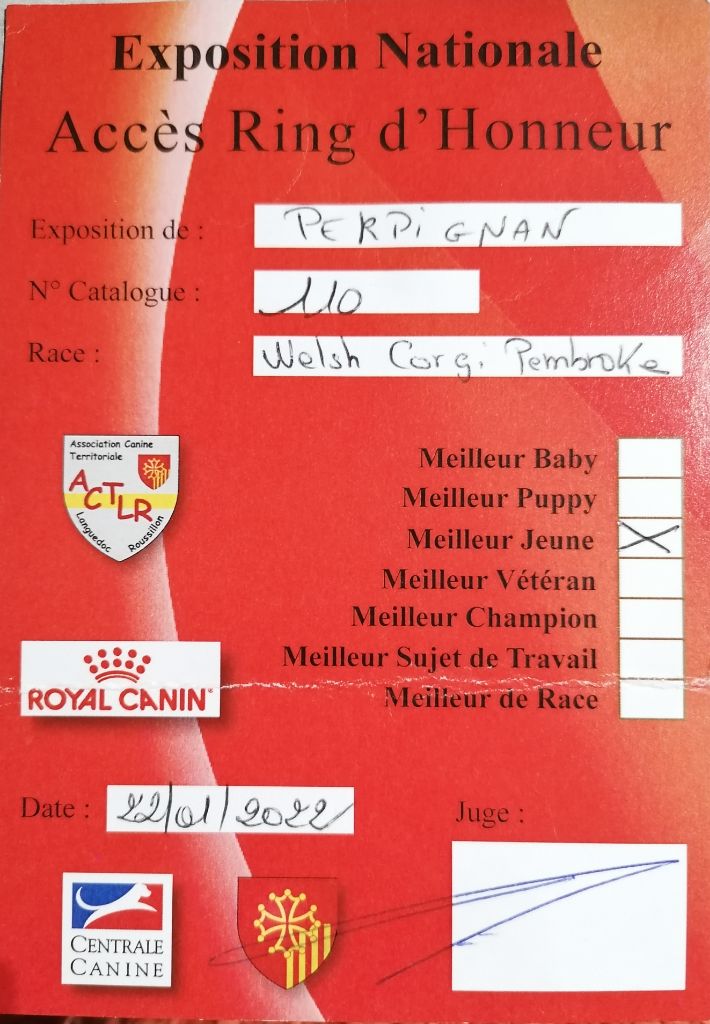 Exposition Nationale
Accès Ring d'Honneur
Exposition de : PERPiGNAN
N° Catalogue : 110
Race : Welsh Corgi Pembroke
Association Canine
Territoriale
ACTLR
Languedoc Roussillon
Meilleur Baby
Meilleur Puppy
Meilleur Jeune X
Meilleur Vétéran
Meilleur Champion
Meilleur Sujet de Travail
Meilleur de Race
ROYAL CANIN®
Date : 22/01/2022
Juge :
CENTRALE
CANINE